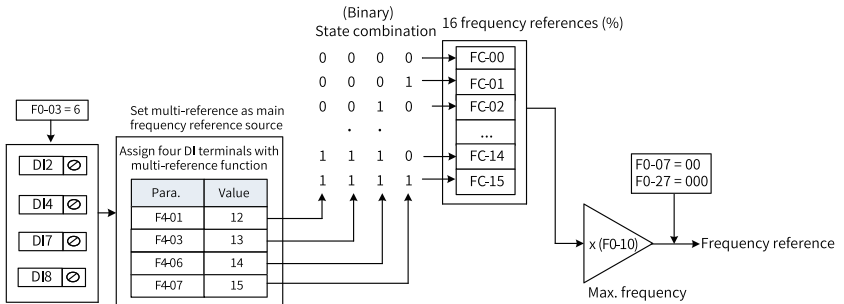 (Binary)
State combination
16 frequency references (%)
0 0 0 0
FC-00
0 0 0 1
FC-01
0 0 1 0
FC-02
. .
...
1 1 1 0
FC-14
1 1 1 1
FC-15
F0-03 = 6
Set multi-reference as main
frequency reference source
DI2
DI4
DI7
DI8
Assign four DI terminals with
multi-reference function
Para. Value
F4-01 12
F4-03 13
F4-06 14
F4-07 15
F0-07 = 00
F0-27 = 000
x (F0-10)
Frequency reference
Max. frequency